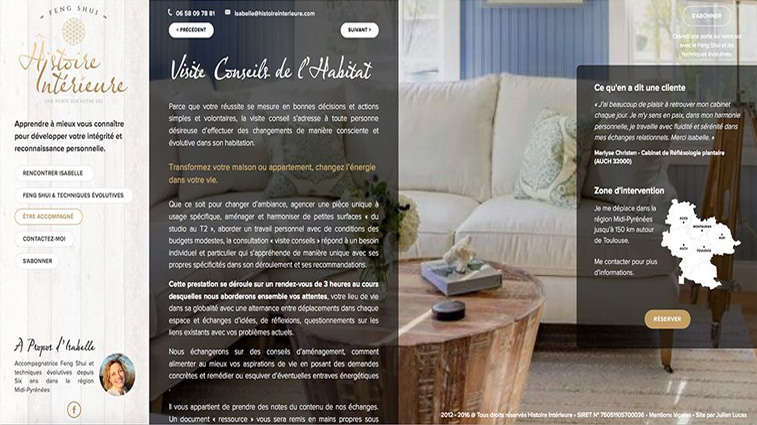 - FENG SHUI -
Histoire
Intérieure
UNE PORTE SUR VOTRE SOI
Apprendre à mieux vous connaître
pour développer votre intégrité et
reconnaissance personnelle.
RENCONTRER ISABELLE
FENG SHUI & TECHNIQUES ÉVOLUTIVES
ÊTRE ACCOMPAGNÉ
CONTACTEZ-MOI
S'ABONNER
À Propos d'Isabelle
Accompagnatrice Feng Shui et
techniques évolutives depuis
Six ans dans la région
Midi-Pyrénées
f
06 58 09 78 81 Isabelle@histoireinterieure.com
< PRÉCÉDENT
SUIVANT >
Visite Conseils de l'Habitat
Parce que votre réussite se mesure en bonnes décisions et actions
simples et volontaires, la visite conseil s'adresse à toute personne
désireuse d'effectuer des changements de manière consciente et
évolutive dans son habitation.
Transformez votre maison ou appartement, changez l'énergie
dans votre vie.
Que ce soit pour changer d'ambiance, agencer une pièce unique à
usage spécifique, aménager et harmoniser de petites surfaces « du
studio au T2 », aborder un travail personnel avec de conditions des
budgets modestes, la consultation « visite conseils » répond à un besoin
individuel et particulier qui s'appréhende de manière unique avec ses
propres spécificités dans son déroulement et ses recommandations.
Cette prestation se déroule sur un rendez-vous de 3 heures au cours
desquelles nous aborderons ensemble vos attentes, votre lieu de vie
dans sa globalité avec une alternance entre déplacements dans chaque
espace et échanges d'idées, de réflexions, questionnements sur les
liens existants avec vos problèmes actuels.
Nous échangerons sur des conseils d'aménagement, comment
alimenter au mieux vos aspirations de vie en posant des demandes
concrètes et remédier ou esquiver d'éventuelles entraves énergétiques
.
Il vous appartient de prendre des notes du contenu de nos échanges.
Un document « ressource » vous sera remis en mains propres sous
S'ABONNER
Ouvrez une porte sur votre soi
avec le Feng Shui et les
techniques évolutives.
Ce qu'en a dit une cliente
« J'ai beaucoup de plaisir à retrouver mon cabinet
chaque jour. Je m'y sens en paix, dans mon harmonie
personnelle, je travaille avec fluidité et sérénité dans
mes échanges relationnels. Merci isabelle. »
Maryse Christen - Cabinet de Réfléxologie plantaire
(AUCH 32000)
Zone d'intervention
Je me déplace dans la
région Midi-Pyrénées
jusqu'à 150 km autour
de Toulouse.
Me contacter pour plus
d'informations.
AGEN
MONTAUBAN
ALBI
AUCH
TOULOUSE
RÉSERVER
2012 - 2016 @ Tous droits réservés Histoire Intérieure - SIRET N° 75051105700036 - Mentions légales - Site par Julien Lucas